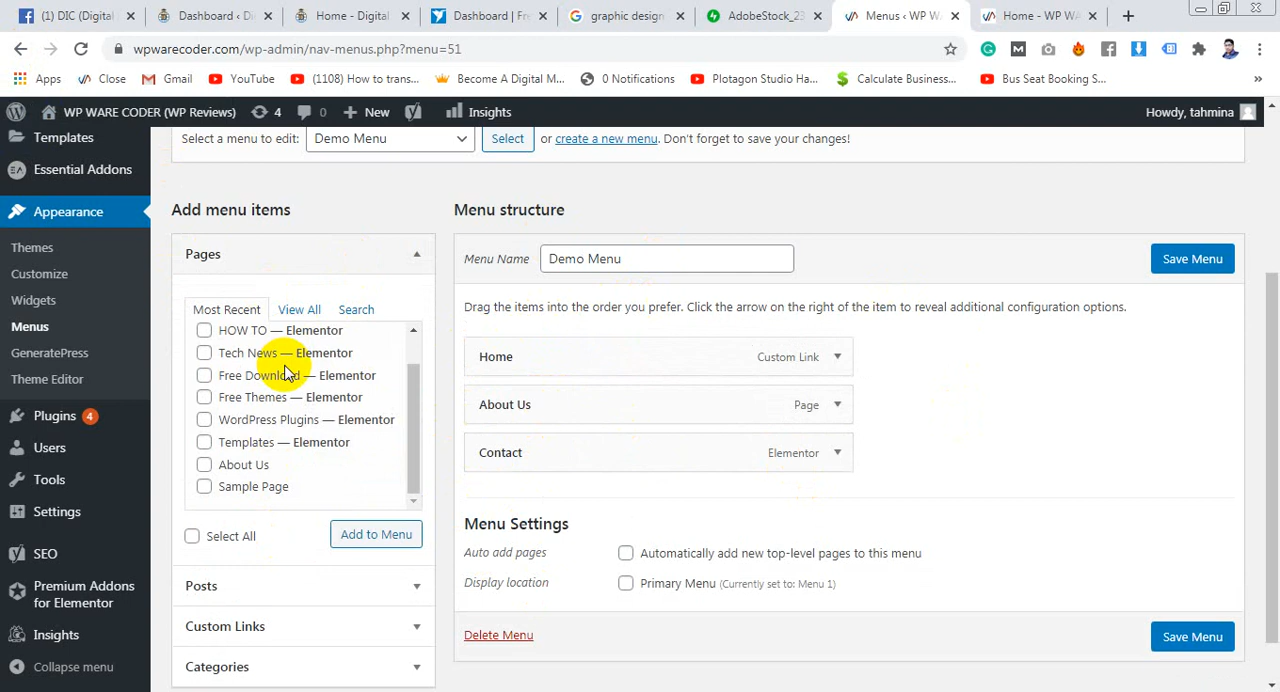 (1) DIC (Digital
Dashboard ‹ Di
Home - Digital
Dashboard | Fre
graphic design
AdobeStock_23
Menus ‹ WP W
Home - WP WA
wpwarecoder.com/wp-admin/nav-menus.php?menu=51
Apps
Close
Gmail
YouTube
(1108) How to trans...
Become A Digital M...
0 Notifications
Plotagon Studio Ha...
Calculate Business...
Bus Seat Booking S...
»
WP WARE CODER (WP Reviews)
4
0
New
Insights
Howdy, tahmina
Templates
Essential Addons
Appearance
Themes
Customize
Widgets
Menus
GeneratePress
Theme Editor
Plugins 4
Users
Tools
Settings
SEO
Premium Addons
for Elementor
Insights
Collapse menu
Select a menu to edit: Demo Menu Select or create a new menu. Don't forget to save your changes!
Add menu items
Pages
Most Recent View All Search
HOW TO — Elementor
Tech News — Elementor
Free Download — Elementor
Free Themes — Elementor
WordPress Plugins — Elementor
Templates — Elementor
About Us
Sample Page
Select All Add to Menu
Posts
Custom Links
Categories
Menu structure
Menu Name Demo Menu Save Menu
Drag the items into the order you prefer. Click the arrow on the right of the item to reveal additional configuration options.
Home Custom Link
About Us Page
Contact Elementor
Menu Settings
Auto add pages Automatically add new top-level pages to this menu
Display location Primary Menu (Currently set to: Menu 1)
Delete Menu Save Menu